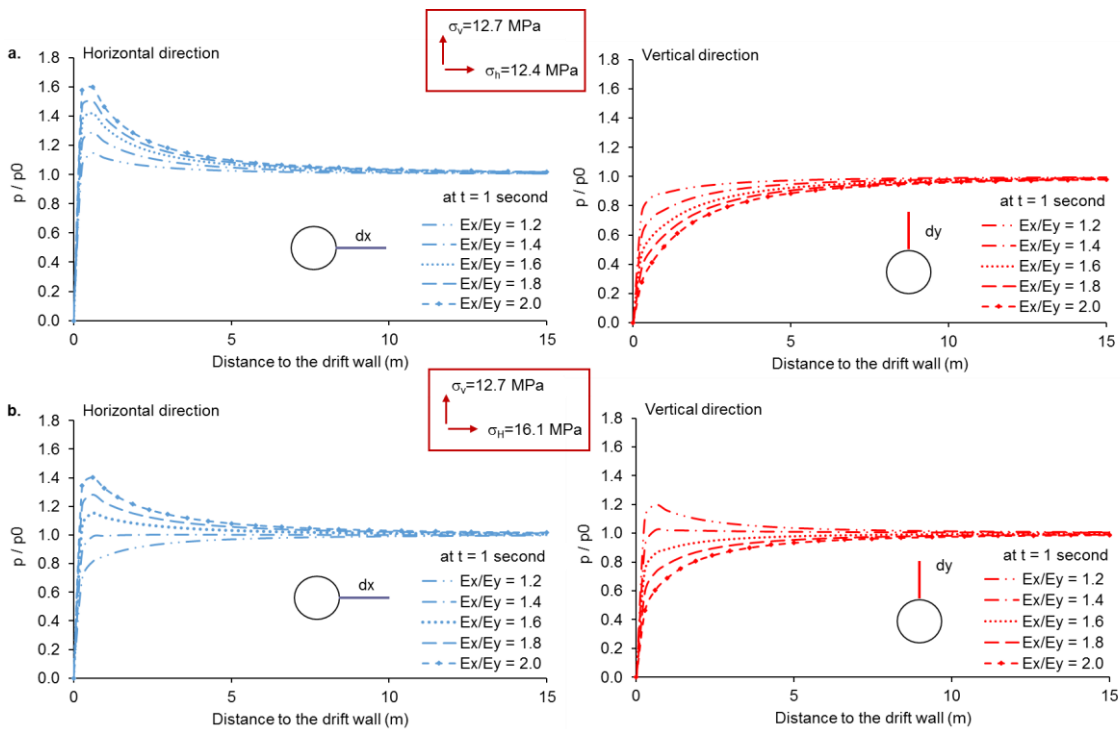 a.
Horizontal direction
σv=12.7 MPa
σh=12.4 MPa
Vertical direction
p / p0
1.8
1.6
1.4
1.2
1.0
0.8
0.6
0.4
0.2
0.0
0
5
10
15
Distance to the drift wall (m)
dx
at t = 1 second
Ex/Ey = 1.2
Ex/Ey = 1.4
Ex/Ey = 1.6
Ex/Ey = 1.8
Ex/Ey = 2.0
p / p0
1.8
1.6
1.4
1.2
1.0
0.8
0.6
0.4
0.2
0.0
0
5
10
15
Distance to the drift wall (m)
dy
at t = 1 second
Ex/Ey = 1.2
Ex/Ey = 1.4
Ex/Ey = 1.6
Ex/Ey = 1.8
Ex/Ey = 2.0
b.
Horizontal direction
σv=12.7 MPa
σH=16.1 MPa
Vertical direction
p / p0
1.8
1.6
1.4
1.2
1.0
0.8
0.6
0.4
0.2
0.0
0
5
10
15
Distance to the drift wall (m)
dx
at t = 1 second
Ex/Ey = 1.2
Ex/Ey = 1.4
Ex/Ey = 1.6
Ex/Ey = 1.8
Ex/Ey = 2.0
p / p0
1.8
1.6
1.4
1.2
1.0
0.8
0.6
0.4
0.2
0.0
0
5
10
15
Distance to the drift wall (m)
dy
at t = 1 second
Ex/Ey = 1.2
Ex/Ey = 1.4
Ex/Ey = 1.6
Ex/Ey = 1.8
Ex/Ey = 2.0